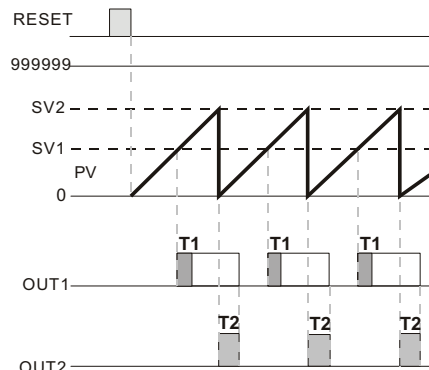 RESET
999999
SV2
SV1
PV
0
T1 T1 T1
OUT1
T2 T2 T2
OUT2